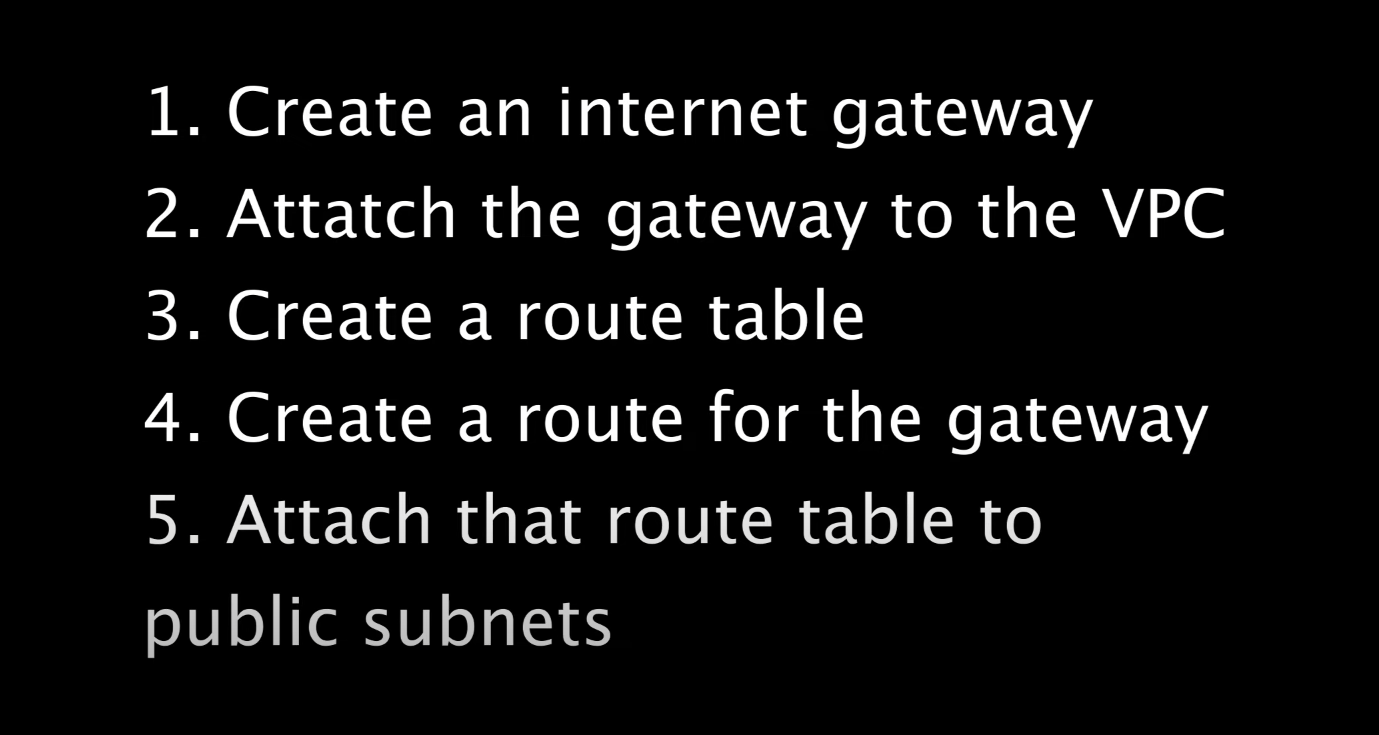 1. Create an internet gateway
2. Attatch the gateway to the VPC
3. Create a route table
4. Create a route for the gateway
5. Attach that route table to
public subnets